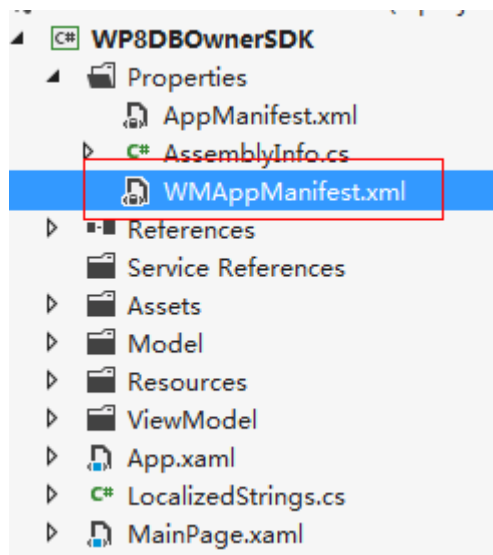 C# WP8DBOwnerSDK
Properties
AppManifest.xml
C# AssemblyInfo.cs
WMAppManifest.xml
References
Service References
Assets
Model
Resources
ViewModel
App.xaml
C# LocalizedStrings.cs
MainPage.xaml